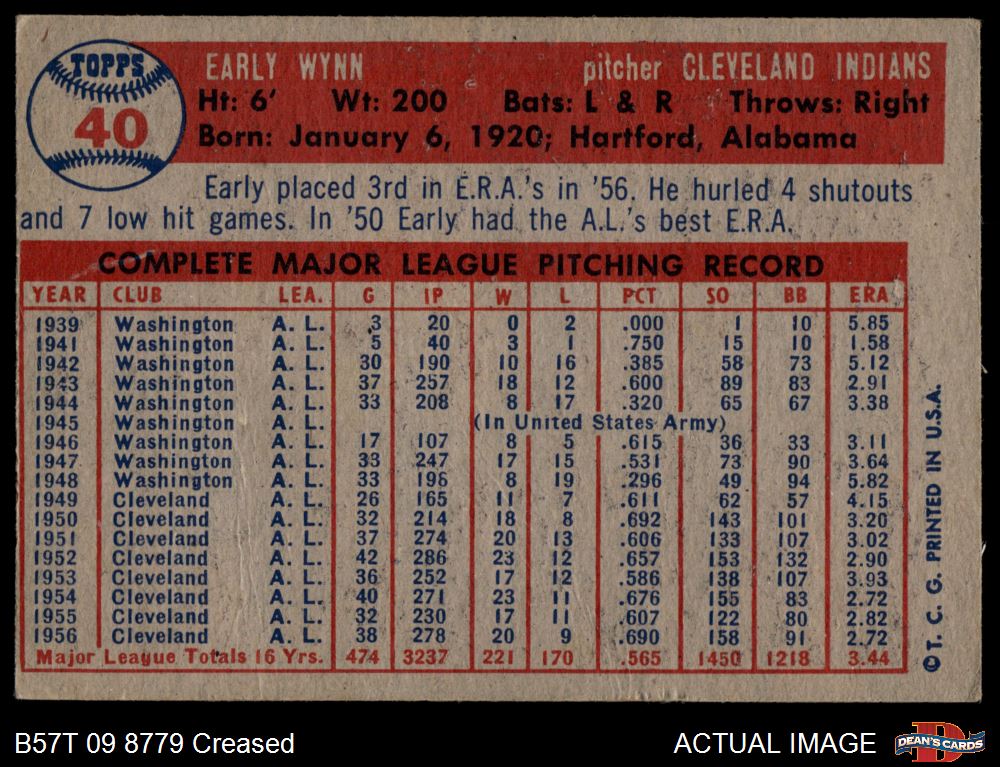 TOPPS
40
EARLY WYNN pitcher CLEVELAND INDIANS
Ht: 6' Wt: 200 Bats: L & R Throws: Right
Born: January 6, 1920; Hartford, Alabama
Early placed 3rd in E.R.A.'s in '56. He hurled 4 shutouts
and 7 low hit games. In '50 Early had the A.L.'s best E.R.A.
COMPLETE MAJOR LEAGUE PITCHING RECORD
YEAR CLUB LEA. G IP W L PCT SO BB ERA
1939 Washington A. L. 3 20 0 2 .000 1 10 5.85
1941 Washington A. L. 5 40 3 1 .750 15 10 1.58
1942 Washington A. L. 30 190 10 16 .385 58 73 5.12
1943 Washington A. L. 37 257 18 12 .600 89 83 2.91
1944 Washington A. L. 33 208 8 17 .320 65 67 3.38
1945 Washington A. L. (In United States Army)
1946 Washington A. L. 17 107 8 5 .615 36 33 3.11
1947 Washington A. L. 33 247 17 15 .531 73 90 3.64
1948 Washington A. L. 33 198 8 19 .296 49 94 5.82
1949 Cleveland A. L. 26 165 11 7 .611 62 57 4.15
1950 Cleveland A. L. 32 214 18 8 .692 143 101 3.20
1951 Cleveland A. L. 37 274 20 13 .606 133 107 3.02
1952 Cleveland A. L. 42 286 23 12 .657 153 132 2.90
1953 Cleveland A. L. 36 252 17 12 .586 138 107 3.93
1954 Cleveland A. L. 40 271 23 11 .676 155 83 2.72
1955 Cleveland A. L. 32 230 17 11 .607 122 80 2.82
1956 Cleveland A. L. 38 278 20 9 .690 158 91 2.72
Major League Totals 16 Yrs. 474 3237 221 170 .565 1450 1218 3.44
©T. C. G. PRINTED IN U.S.A.
B57T 09 8779 Creased
ACTUAL IMAGE
D
DEAN'S CARDS